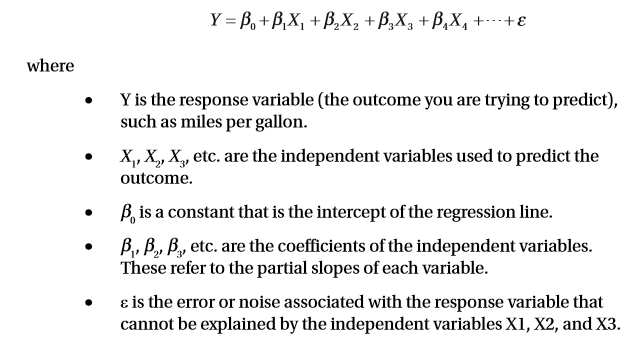 Y = β₀ + β₁X₁ + β₂X₂ + β₃X₃ + β₄X₄ + ··· + ε
where
• Y is the response variable (the outcome you are trying to predict),
such as miles per gallon.
• X₁, X₂, X₃, etc. are the independent variables used to predict the
outcome.
• β₀ is a constant that is the intercept of the regression line.
• β₁, β₂, β₃, etc. are the coefficients of the independent variables.
These refer to the partial slopes of each variable.
• ε is the error or noise associated with the response variable that
cannot be explained by the independent variables X1, X2, and X3.